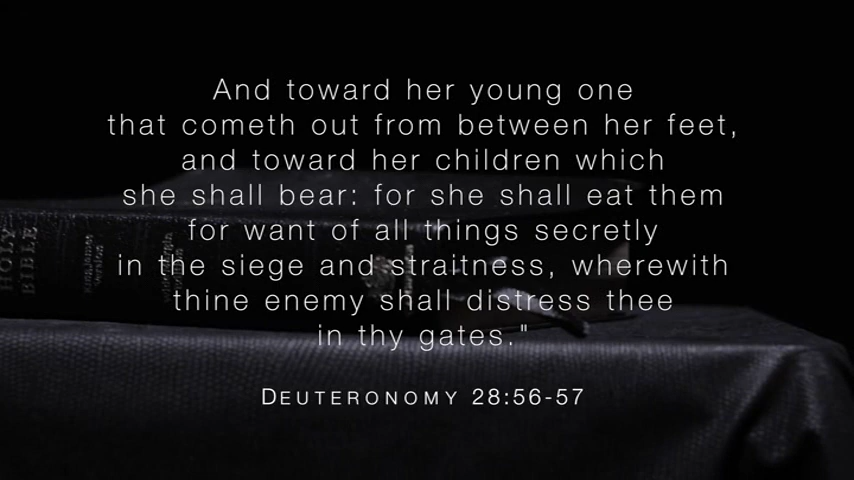 And toward her young one
that cometh out from between her feet,
and toward her children which
she shall bear: for she shall eat them
for want of all things secretly
in the siege and straitness, wherewith
thine enemy shall distress thee
in thy gates."
DEUTERONOMY 28:56-57
HOLY
BIBLE